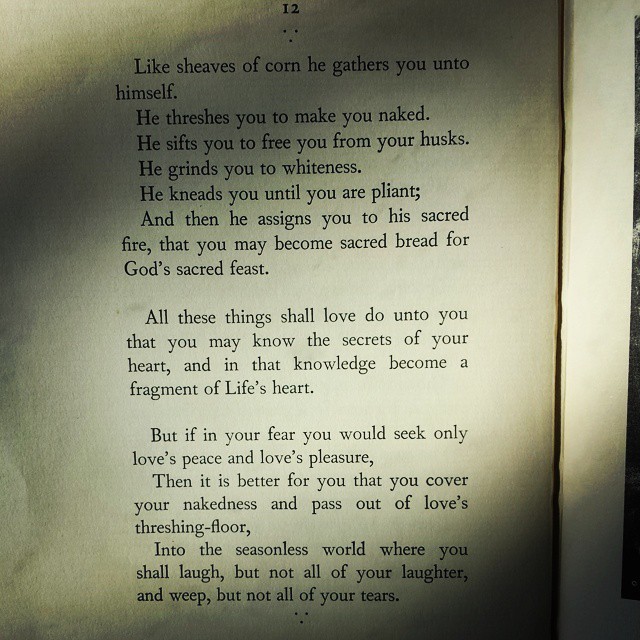 12
Like sheaves of corn he gathers you unto
himself.
He threshes you to make you naked.
He sifts you to free you from your husks.
He grinds you to whiteness.
He kneads you until you are pliant;
And then he assigns you to his sacred
fire, that you may become sacred bread for
God's sacred feast.
All these things shall love do unto you
that you may know the secrets of your
heart, and in that knowledge become a
fragment of Life's heart.
But if in your fear you would seek only
love's peace and love's pleasure,
Then it is better for you that you cover
your nakedness and pass out of love's
threshing-floor,
Into the seasonless world where you
shall laugh, but not all of your laughter,
and weep, but not all of your tears.